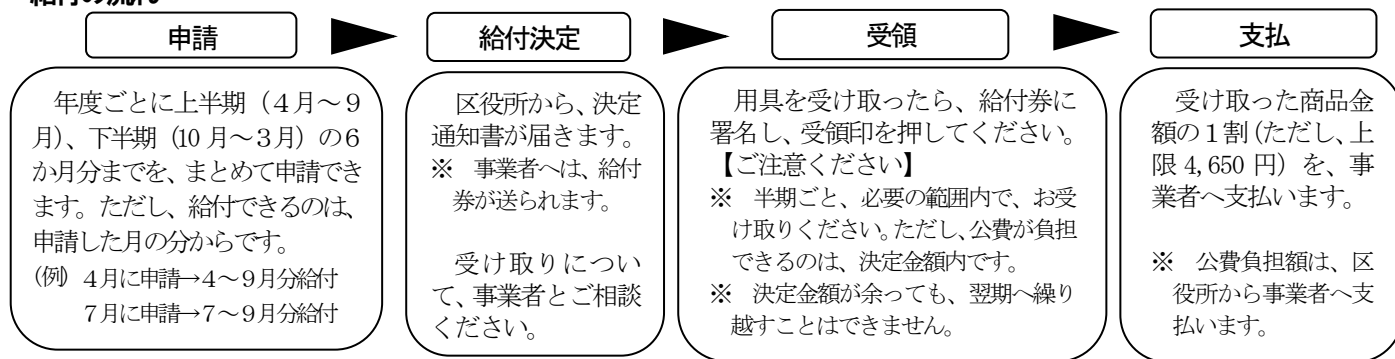 給付の流れ
申請
給付決定
受領
支払
年度ごとに上半期（4月～9
月）、下半期（10 月～3月）の6
か月分までを、まとめて申請でき
ます。ただし、給付できるのは、
申請した月の分からです。
(例) 4月に申請→4～9月分給付
7月に申請→7～9月分給付
区役所から、決定
通知書が届きます。
※ 事業者へは、給付
券が送られます。
受け取りについ
て、事業者とご相談
ください。
用具を受け取ったら、給付券に
署名し、受領印を押してください。
【ご注意ください】
※ 半期ごと、必要の範囲内で、お受
け取りください。ただし、公費が負担
できるのは、決定金額内です。
※ 決定金額が余っても、翌期へ繰り
越すことはできません。
受け取った商品金
額の1割（ただし、上
限 4,650 円）を、事
業者へ支払います。
※ 公費負担額は、区
役所から事業者へ支
払います。